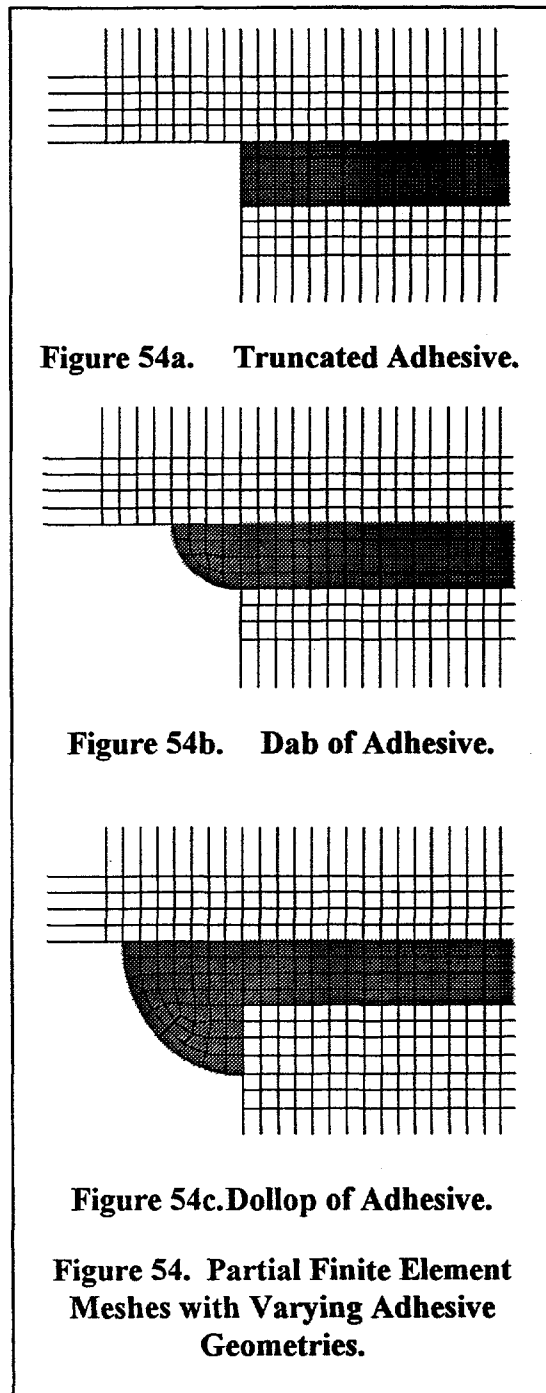 Figure 54a. Truncated Adhesive.
Figure 54b. Dab of Adhesive.
Figure 54c.Dollop of Adhesive.
Figure 54. Partial Finite Element
Meshes with Varying Adhesive
Geometries.